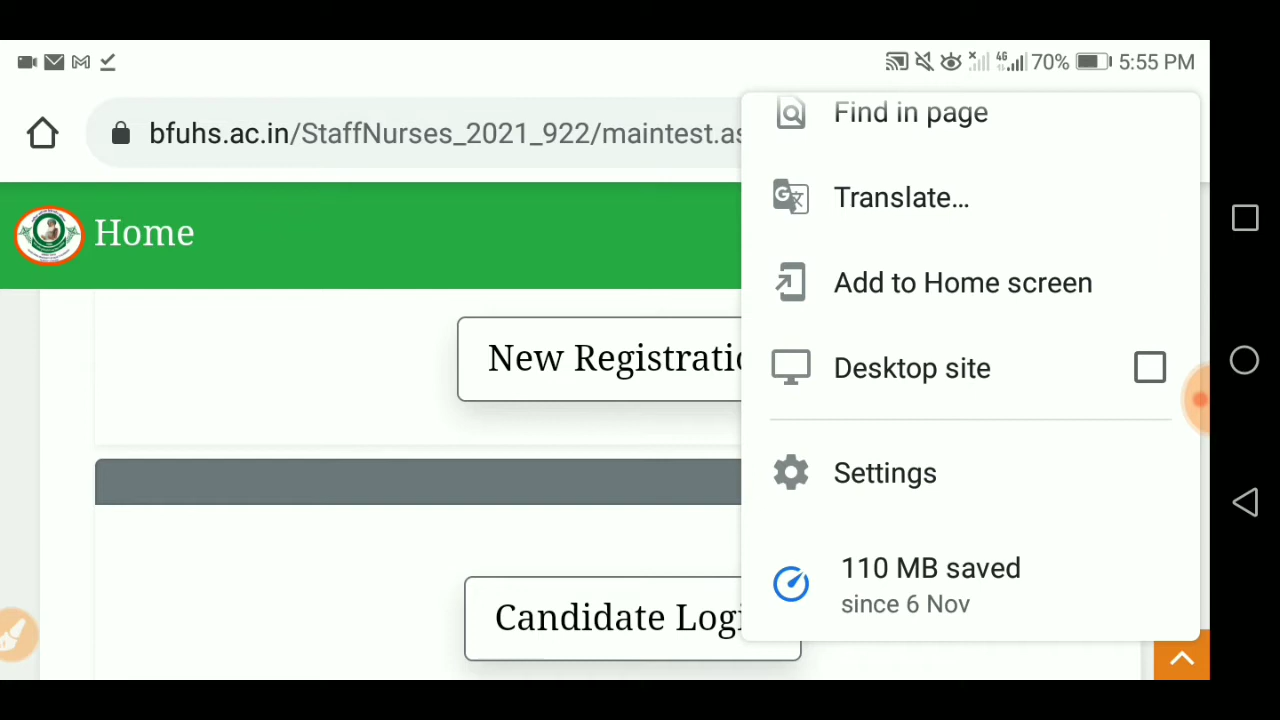 4G 70% 5:55 PM
bfuhs.ac.in/StaffNurses_2021_922/maintest.as
Home
New Registratio
Candidate Logi
Find in page
Translate...
Add to Home screen
Desktop site
Settings
110 MB saved
since 6 Nov